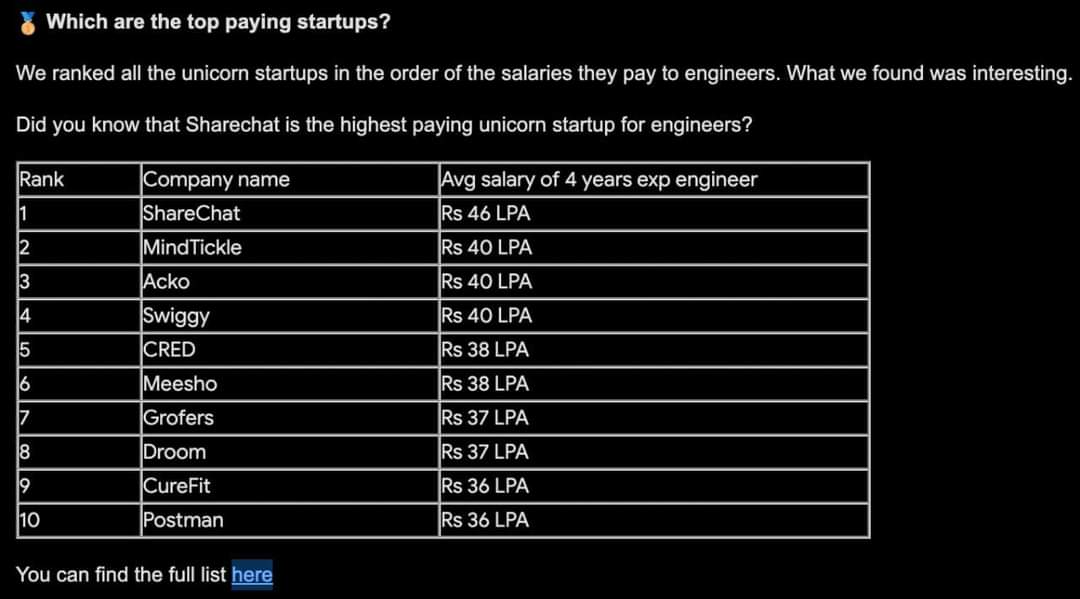 🏅 Which are the top paying startups?
We ranked all the unicorn startups in the order of the salaries they pay to engineers. What we found was interesting.
Did you know that Sharechat is the highest paying unicorn startup for engineers?
Rank Company name Avg salary of 4 years exp engineer
1 ShareChat Rs 46 LPA
2 MindTickle Rs 40 LPA
3 Acko Rs 40 LPA
4 Swiggy Rs 40 LPA
5 CRED Rs 38 LPA
6 Meesho Rs 38 LPA
7 Grofers Rs 37 LPA
8 Droom Rs 37 LPA
9 CureFit Rs 36 LPA
10 Postman Rs 36 LPA
You can find the full list here